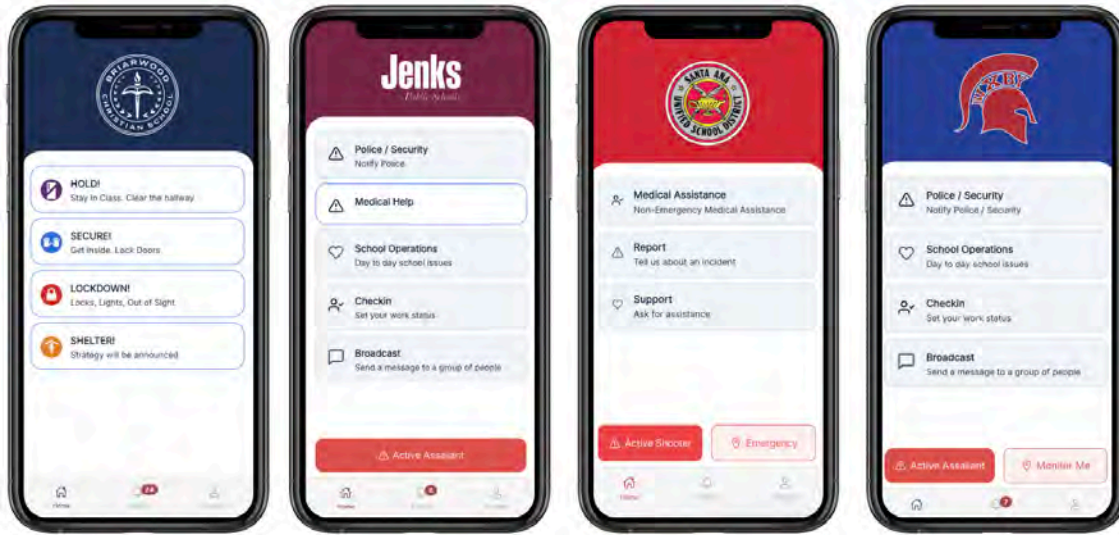 BRIARWOOD
CHRISTIAN SCHOOL
HOLD!
Stay in Class. Clear the hallway
SECURE!
Get Inside. Lock Doors
LOCKDOWN!
Locks, Lights, Out of Sight
SHELTER!
Strategy will be announced
Home
24
Jenks
Public Schools
Police / Security
Notify Police
Medical Help
School Operations
Day to day school issues
Checkin
Set your work status
Broadcast
Send a message to a group of people
Active Assailant
Home
SANTA ANA
UNIFIED SCHOOL DISTRICT
Medical Assistance
Non-Emergency Medical Assistance
Report
Tell us about an incident
Support
Ask for assistance
Active Shooter
Emergency
Home
Police / Security
Notify Police / Security
School Operations
Day to day school issues
Checkin
Set your work status
Broadcast
Send a message to a group of people
Active Assailant
Monitor Me
7